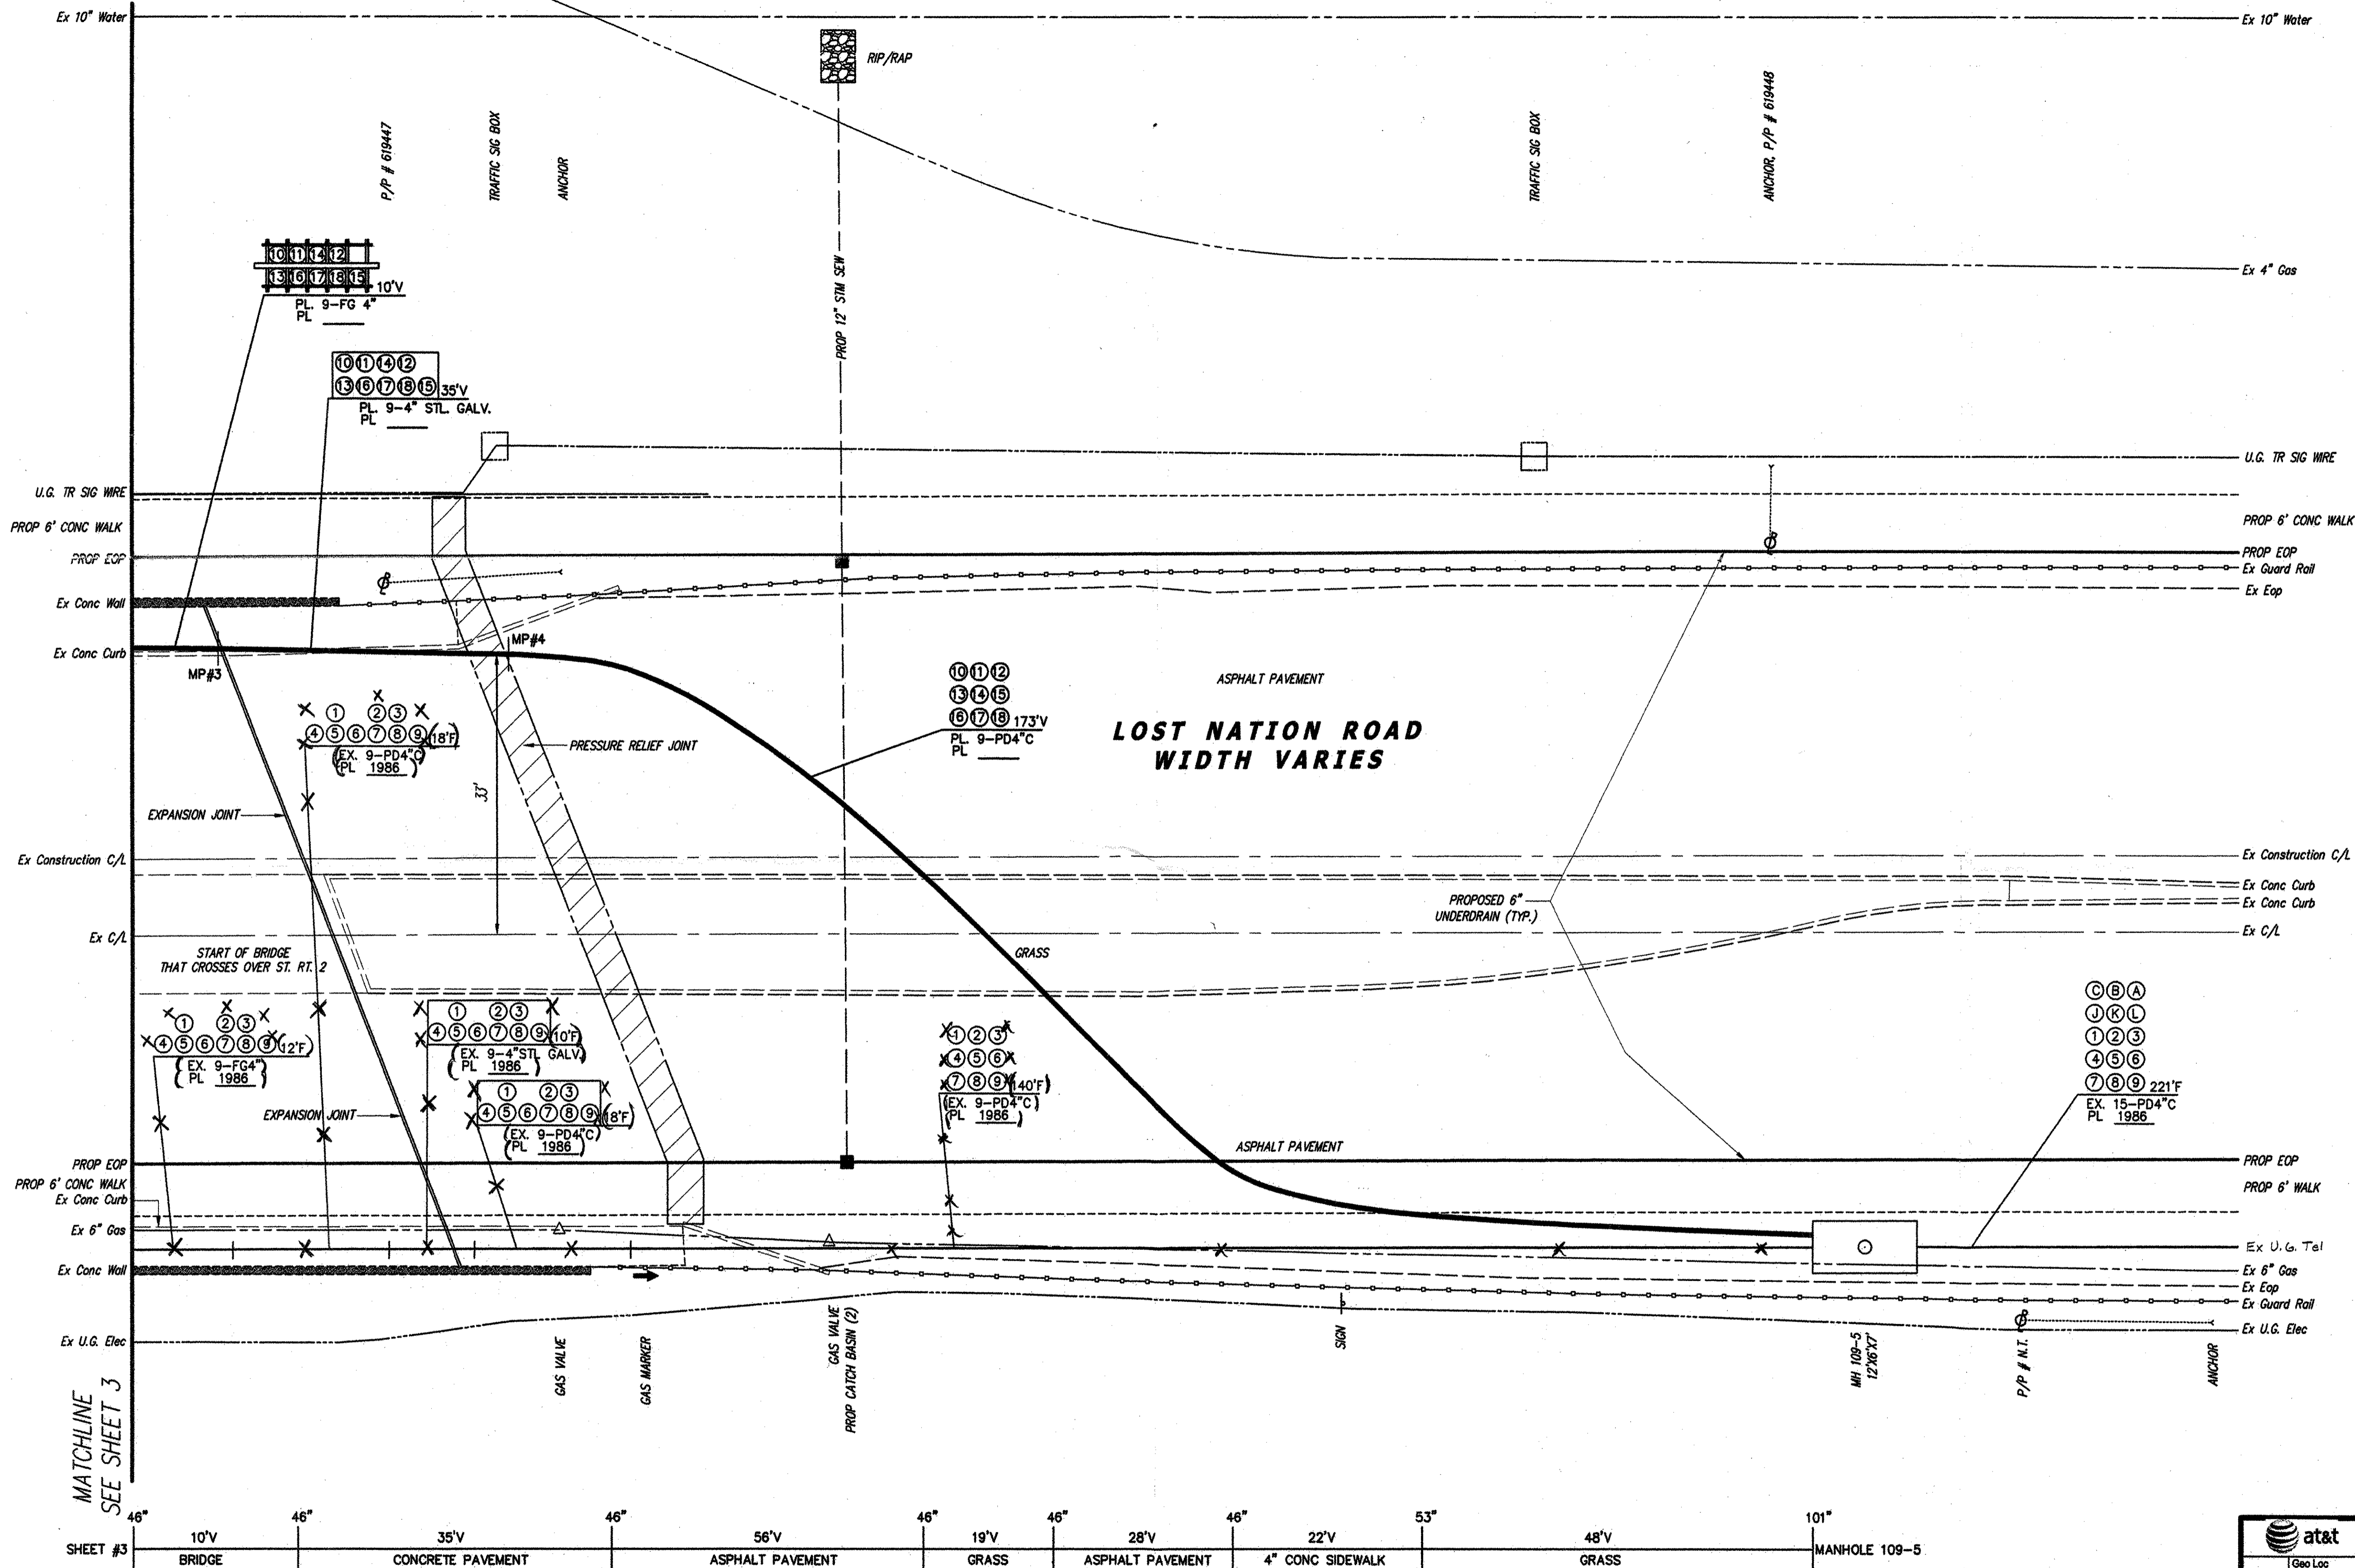 Ex 10" Water
Ex 10" Water
RIP/RAP
P/P # 619447
TRAFFIC SIG BOX
ANCHOR
PROP 12" STM SEW
TRAFFIC SIG BOX
ANCHOR, P/P # 619448
Ex 4" Gas
10 11 14 12
13 16 17 18 15 10'V
PL. 9-FG 4"
PL
10 11 14 12
13 16 17 18 15 35'V
PL. 9-4" STL. GALV.
PL
U.G. TR SIG WIRE
U.G. TR SIG WIRE
PROP 6' CONC WALK
PROP 6' CONC WALK
PROP EOP
PROP EOP
Ex Guard Rail
Ex Conc Wall
Ex Eop
Ex Conc Curb
MP#3
MP#4
10 11 12
13 14 15
16 17 18 173'V
PL. 9-PD4"C
PL
ASPHALT PAVEMENT
LOST NATION ROAD
WIDTH VARIES
1 2 3
4 5 6 7 8 9 (18'F)
(EX. 9-PD4"C)
(PL 1986)
PRESSURE RELIEF JOINT
33'
EXPANSION JOINT
Ex Construction C/L
Ex Construction C/L
Ex Conc Curb
Ex Conc Curb
PROPOSED 6"
UNDERDRAIN (TYP.)
Ex C/L
Ex C/L
START OF BRIDGE
THAT CROSSES OVER ST. RT. 2
GRASS
1 2 3
4 5 6 7 8 9 (12'F)
(EX. 9-FG4")
(PL 1986)
1 2 3
4 5 6 7 8 9 (10'F)
(EX. 9-4"STL GALV.)
(PL 1986)
1 2 3
4 5 6 7 8 9 (18'F)
(EX. 9-PD4"C)
(PL 1986)
EXPANSION JOINT
1 2 3
4 5 6
7 8 9 (140'F)
(EX. 9-PD4"C)
(PL 1986)
C B A
J K L
1 2 3
4 5 6
7 8 9 221'F
EX. 15-PD4"C
PL 1986
ASPHALT PAVEMENT
PROP EOP
PROP EOP
PROP 6' CONC WALK
PROP 6' WALK
Ex Conc Curb
Ex 6" Gas
Ex U.G. Tel
Ex Conc Wall
Ex 6" Gas
Ex Eop
Ex Guard Rail
Ex U.G. Elec
Ex U.G. Elec
GAS VALVE
GAS MARKER
GAS VALVE
PROP CATCH BASIN (2)
SIGN
MH 109-5
12'X6'X7'
P/P # N.T.
ANCHOR
MATCHLINE
SEE SHEET 3
46" 46" 46" 46" 46" 46" 53" 101"
10'V 35'V 56'V 19'V 28'V 22'V 48'V
SHEET #3 MANHOLE 109-5
BRIDGE CONCRETE PAVEMENT ASPHALT PAVEMENT GRASS ASPHALT PAVEMENT 4" CONC SIDEWALK GRASS
at&t
Geo Loc